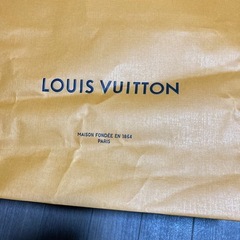 LOUIS VUITTON
MAISON FONDÉE EN 1854
PARIS